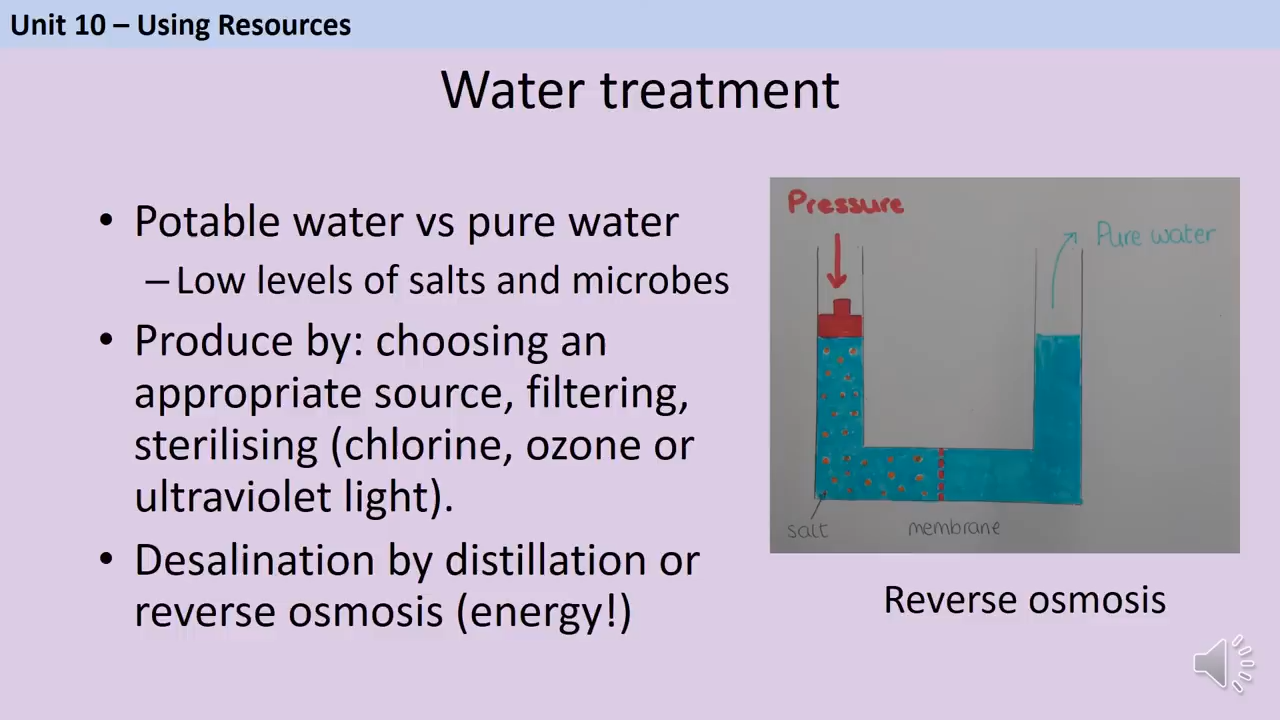 Unit 10 – Using Resources
Water treatment
• Potable water vs pure water
– Low levels of salts and microbes
• Produce by: choosing an
appropriate source, filtering,
sterilising (chlorine, ozone or
ultraviolet light).
• Desalination by distillation or
reverse osmosis (energy!)
Pressure
Pure water
salt
membrane
Reverse osmosis